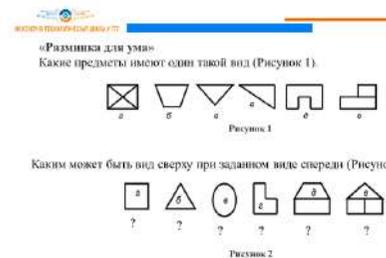 «Разминка для ума»
Какие предметы имеют один такой вид (Рисунок 1).
а б в г д е
Рисунок 1
Каким может быть вид сверху при заданном виде спереди (Рисуно
а б в г д е
? ? ? ? ? ?
Рисунок 2